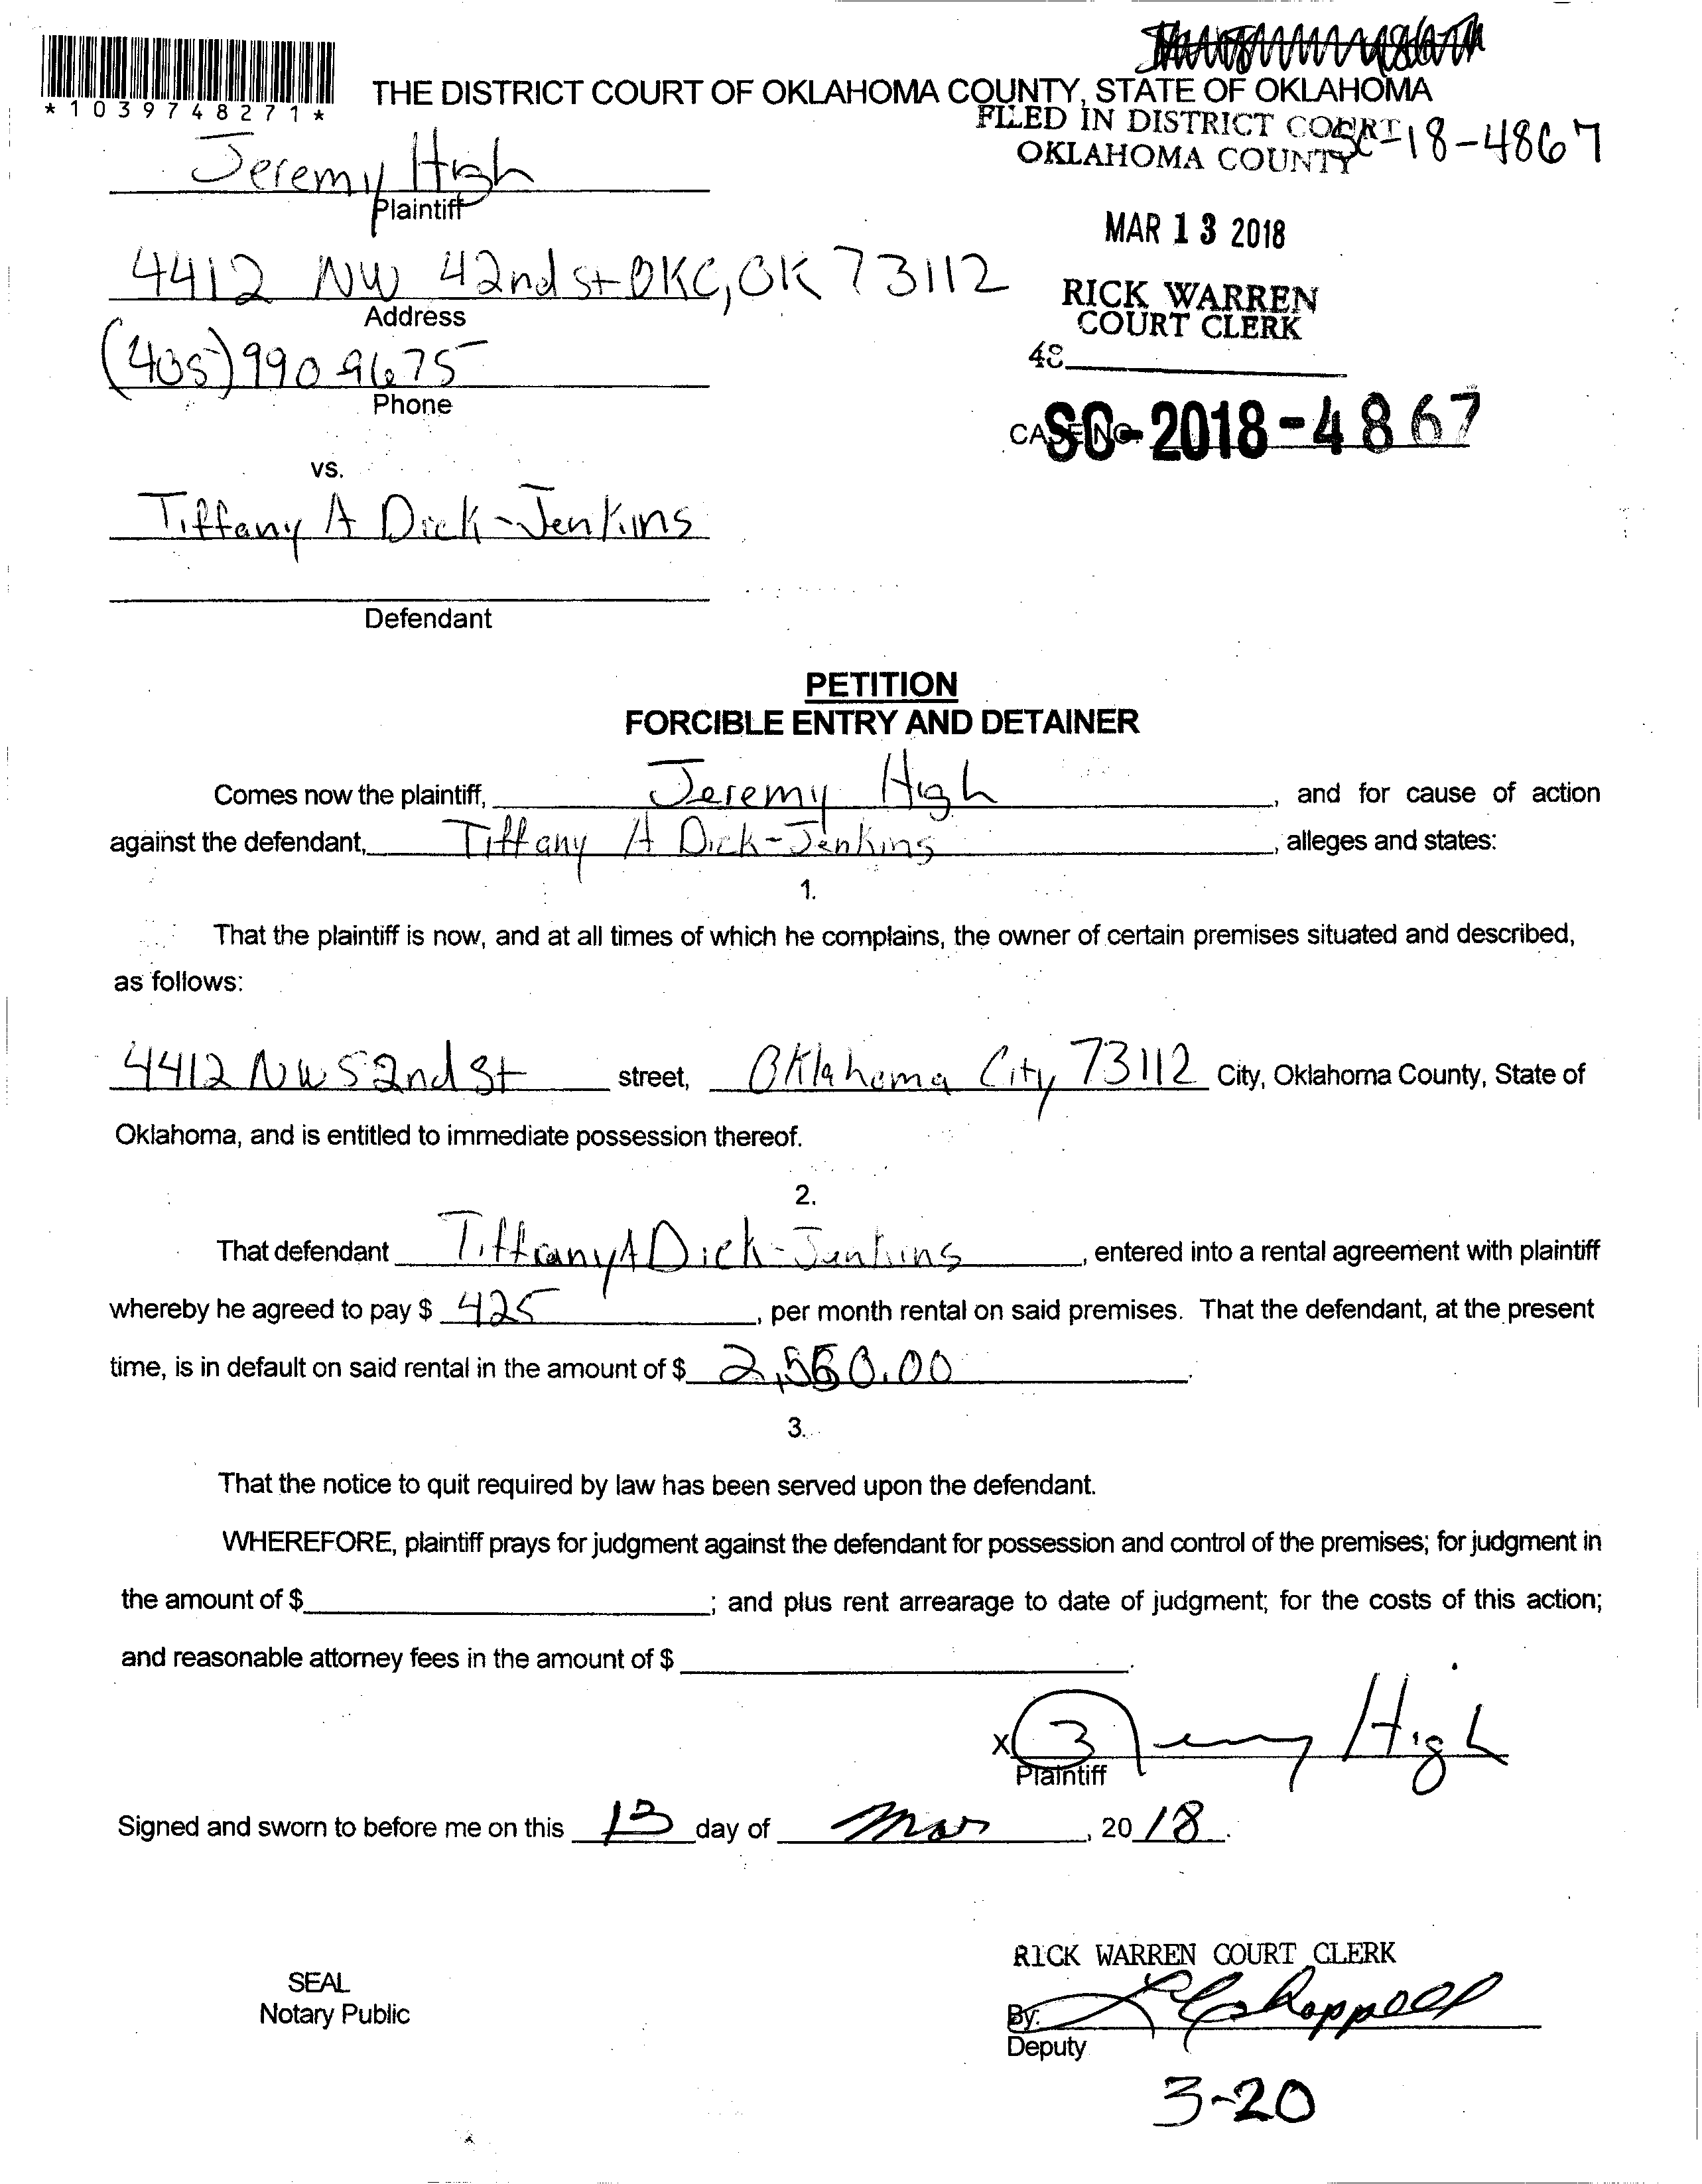 *1039748271*
THE DISTRICT COURT OF OKLAHOMA COUNTY, STATE OF OKLAHOMA
FILED IN DISTRICT COURT
OKLAHOMA COUNTY
SC-18-4867
Jeremy High
Plaintiff
MAR 13 2018
4412 NW 42nd St OKC, OK 73112
Address
RICK WARREN
COURT CLERK
(405) 990 9675
48
Phone
CASE NO. SC-2018-4867
vs.
Tiffany A Dick-Jenkins
Defendant
PETITION
FORCIBLE ENTRY AND DETAINER
Comes now the plaintiff, Jeremy High, and for cause of action
against the defendant, Tiffany A Dick-Jenkins, alleges and states:
1.
That the plaintiff is now, and at all times of which he complains, the owner of certain premises situated and described,
as follows:
4412 NW 52nd St street, Oklahoma City 73112 City, Oklahoma County, State of
Oklahoma, and is entitled to immediate possession thereof.
2.
That defendant Tiffany A Dick-Jenkins, entered into a rental agreement with plaintiff
whereby he agreed to pay $ 425, per month rental on said premises. That the defendant, at the present
time, is in default on said rental in the amount of $ 2,560.00.
3.
That the notice to quit required by law has been served upon the defendant.
WHEREFORE, plaintiff prays for judgment against the defendant for possession and control of the premises; for judgment in
the amount of $ ; and plus rent arrearage to date of judgment; for the costs of this action;
and reasonable attorney fees in the amount of $ .
X Jeremy High
Plaintiff
Signed and sworn to before me on this 13 day of Mar, 20 18.
RICK WARREN COURT CLERK
SEAL
Notary Public
By:
Deputy
3-20